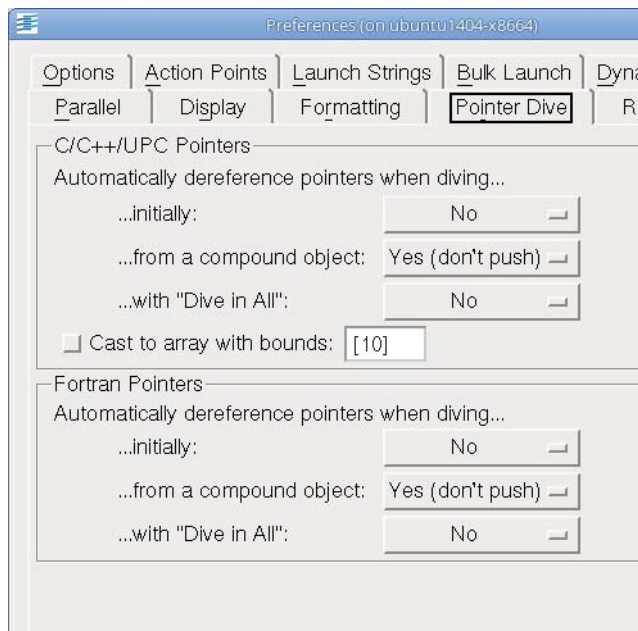 Preferences (on ubuntu1404-x8664)
Options Action Points Launch Strings Bulk Launch Dyna
Parallel Display Formatting Pointer Dive R
C/C++/UPC Pointers
Automatically dereference pointers when diving...
...initially: No
...from a compound object: Yes (don't push)
...with "Dive in All": No
Cast to array with bounds: [10]
Fortran Pointers
Automatically dereference pointers when diving...
...initially: No
...from a compound object: Yes (don't push)
...with "Dive in All": No